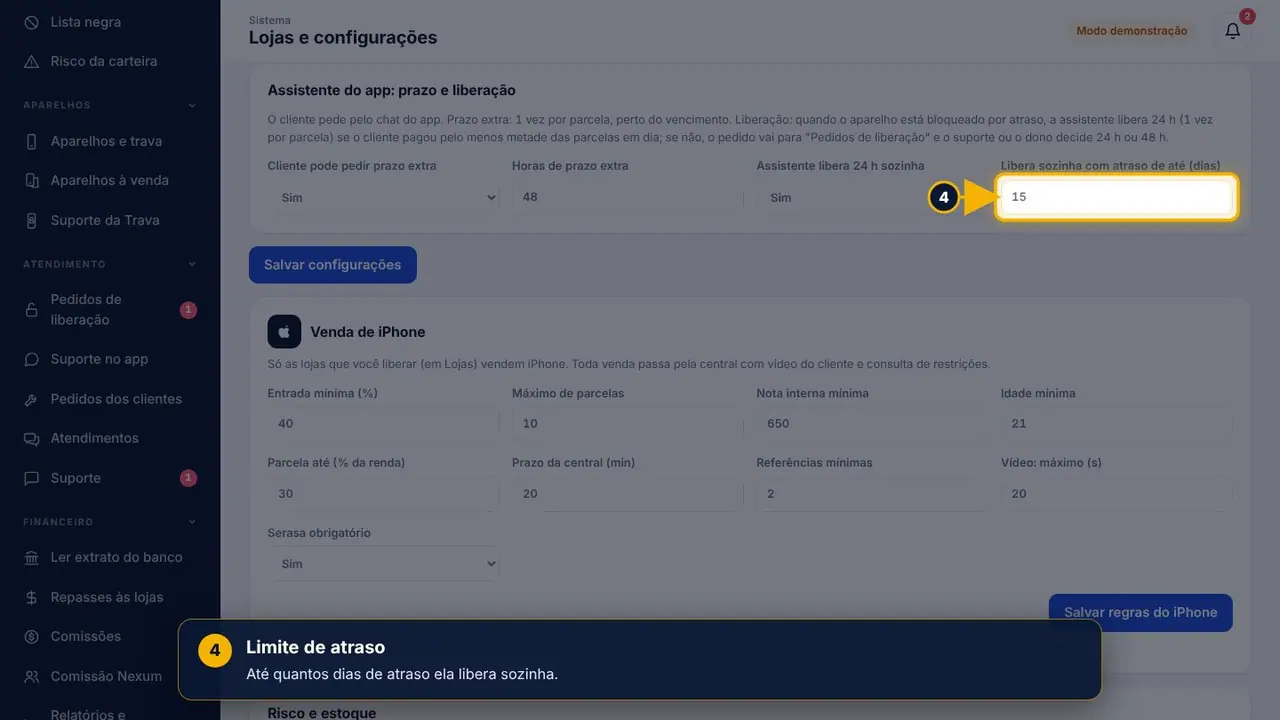 Lista negra
Risco da carteira
APARELHOS
Aparelhos e trava
Aparelhos à venda
Suporte da Trava
ATENDIMENTO
Pedidos de
liberação
1
Suporte no app
Pedidos dos clientes
Atendimentos
Suporte
1
FINANCEIRO
Ler extrato do banco
Repasses às lojas
Comissões
Comissão Nexum
Relatórios e
Sistema
Lojas e configurações
Modo demonstração
2
Assistente do app: prazo e liberação
O cliente pede pelo chat do app. Prazo extra: 1 vez por parcela, perto do vencimento. Liberação: quando o aparelho está bloqueado por atraso, a assistente libera 24 h (1 vez
por parcela) se o cliente pagou pelo menos metade das parcelas em dia; se não, o pedido vai para "Pedidos de liberação" e o suporte ou o dono decide 24 h ou 48 h.
Cliente pode pedir prazo extra
Horas de prazo extra
Assistente libera 24 h sozinha
Libera sozinha com atraso de até (dias)
Sim
48
Sim
4
15
Salvar configurações
Venda de iPhone
Só as lojas que você liberar (em Lojas) vendem iPhone. Toda venda passa pela central com vídeo do cliente e consulta de restrições.
Entrada mínima (%)
Máximo de parcelas
Nota interna mínima
Idade mínima
40
10
650
21
Parcela até (% da renda)
Prazo da central (min)
Referências mínimas
Vídeo: máximo (s)
30
20
2
20
Serasa obrigatório
Sim
Salvar regras do iPhone
4
Limite de atraso
Até quantos dias de atraso ela libera sozinha.
Risco e estoque